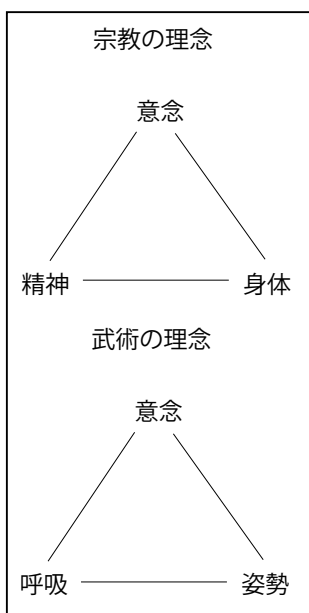 宗教の理念
意念
精神 身体
武術の理念
意念
呼吸 姿勢